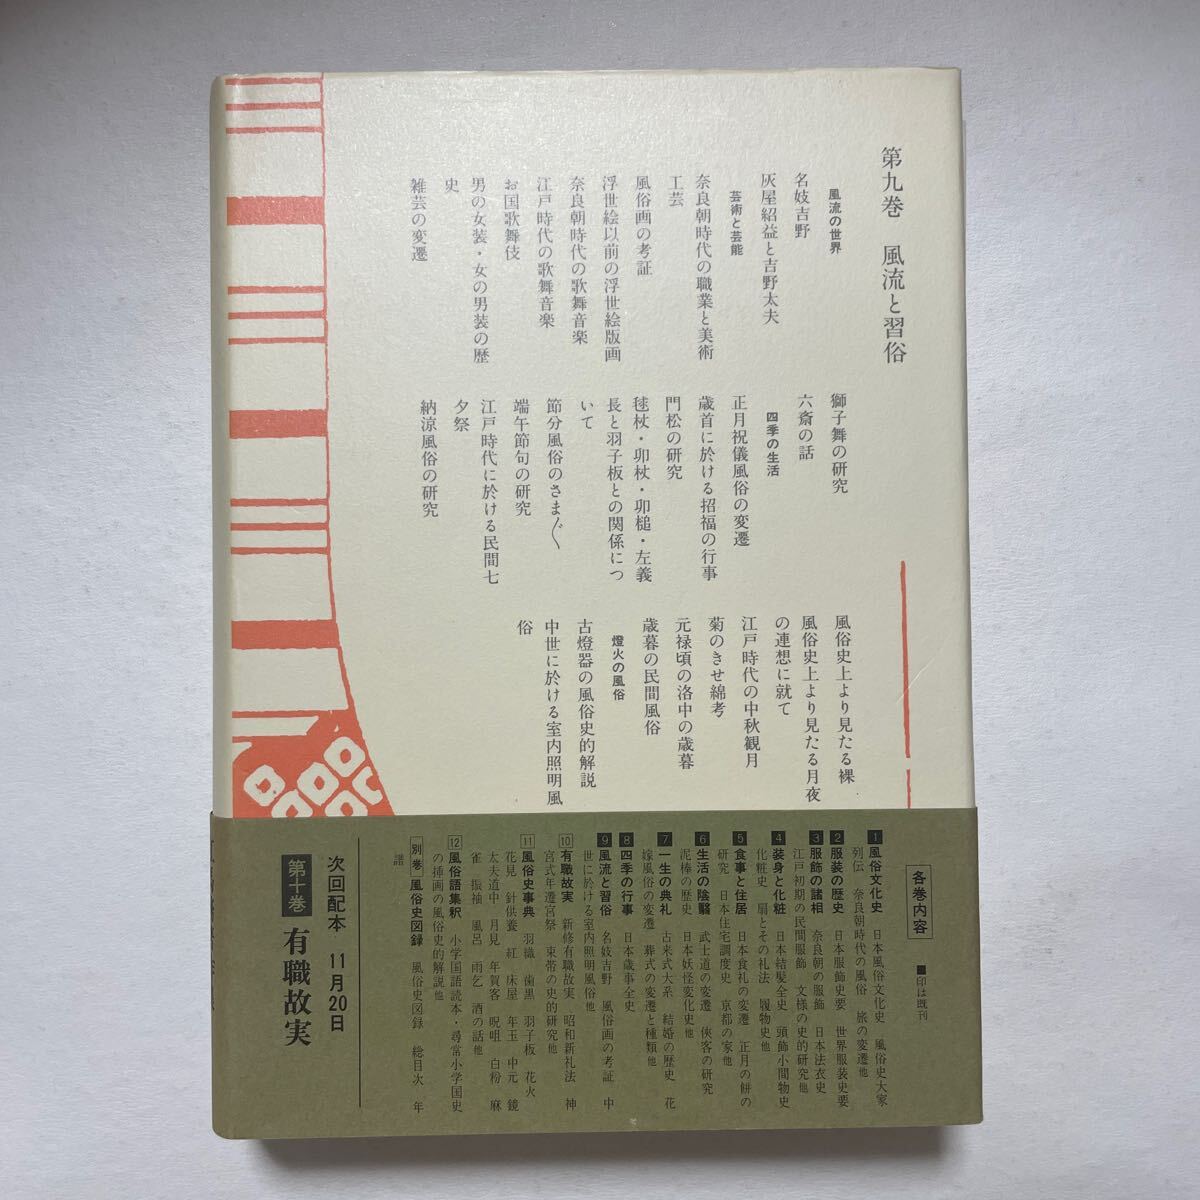 第九巻　風流と習俗
風流の世界
名妓吉野
灰屋紹益と吉野太夫
芸術と芸能
奈良朝時代の職業と美術
工芸
風俗画の考証
浮世絵以前の浮世絵版画
奈良朝時代の歌舞音楽
江戸時代の歌舞音楽
お国歌舞伎
男の女装・女の男装の歴
史
雑芸の変遷
獅子舞の研究
六斎の話
四季の生活
正月祝儀風俗の変遷
歳首に於ける招福の行事
門松の研究
毬杖・卯杖・卯槌・左義
長と羽子板との関係につ
いて
節分風俗のさま〴〵
端午節句の研究
江戸時代に於ける民間七
夕祭
納涼風俗の研究
風俗史上より見たる裸
風俗史上より見たる月夜
の連想に就て
江戸時代の中秋観月
菊のきせ綿考
元禄頃の洛中の歳暮
歳暮の民間風俗
燈火の風俗
古燈器の風俗史的解説
中世に於ける室内照明風
俗
各巻内容
■印は既刊
1 風俗文化史　日本風俗文化史　風俗史大家
列伝　奈良朝時代の風俗　旅の変遷他
2 服装の歴史　日本服飾史要　世界服装史要
3 服飾の諸相　奈良朝の服飾　日本法衣史
江戸初期の民間服飾　文様の史的研究他
4 装身と化粧　日本結髪全史　頭飾小間物史
化粧史　扇とその礼法　履物史他
5 食事と住居　日本食礼の変遷　正月の餅の
研究　日本住宅調度史　京都の家他
6 生活の陰翳　武士道の変遷　俠客の研究
泥棒の歴史　日本妖怪変化史他
7 一生の典礼　古来式大系　結婚の歴史　花
嫁風俗の変遷　葬式の変遷と種類他
8 四季の行事　日本歳事全史
9 風流と習俗　名妓吉野　風俗画の考証　中
世に於ける室内照明風俗他
10 有職故実　新修有職故実　昭和新礼法　神
宮式年遷宮祭　束帯の史的研究他
11 風俗史事典　羽織　歯黒　羽子板　花火
花見　針供養　紅　床屋　年玉　中元　鏡
太夫道中　月見　年賀客　呪咀　白粉　麻
雀　振袖　風呂　雨乞　酒の話他
12 風俗語集釈　小学国語読本・尋常小学国史
の挿画の風俗史的解説他
別巻 風俗史図録　風俗史図録　総目次　年
譜
次回配本　11月20日
第十巻　有職故実